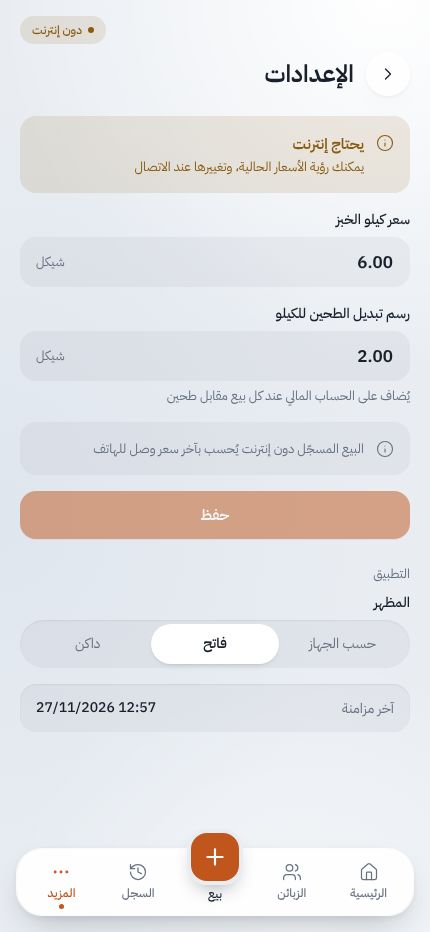 دون إنترنت
الإعدادات
يحتاج إنترنت
يمكنك رؤية الأسعار الحالية، وتغييرها عند الاتصال
سعر كيلو الخبز
6.00 شيكل
رسم تبديل الطحين للكيلو
2.00 شيكل
يُضاف على الحساب المالي عند كل بيع مقابل طحين
البيع المسجّل دون إنترنت يُحسب بآخر سعر وصل للهاتف
حفظ
التطبيق
المظهر
حسب الجهاز فاتح داكن
آخر مزامنة 27/11/2026 12:57
الرئيسية الزبائن بيع السجل المزيد